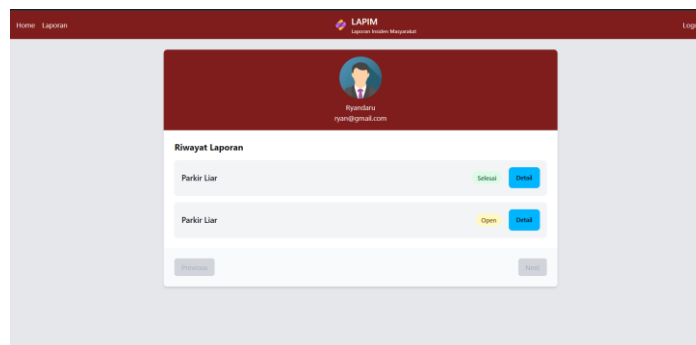 Home Laporan
LAPIM
Laporan Insiden Masyarakat
Ryandaru
ryan@gmail.com
Riwayat Laporan
Parkir Liar Selesai Detail
Parkir Liar Open Detail
Previous Next